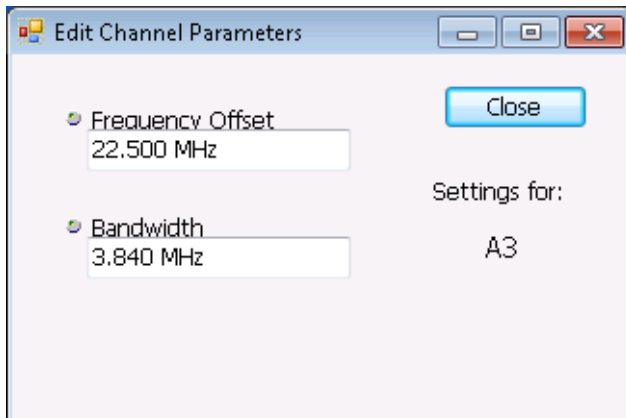 Edit Channel Parameters
Close
Frequency Offset
22.500 MHz
Settings for:
Bandwidth
A3
3.840 MHz